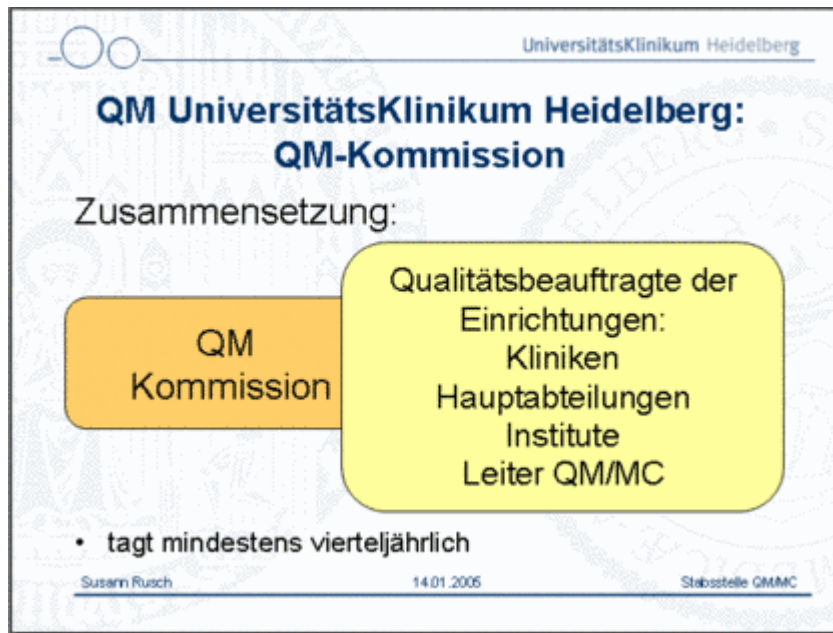 UniversitätsKlinikum Heidelberg
QM UniversitätsKlinikum Heidelberg:
QM-Kommission
Zusammensetzung:
QM
Kommission
Qualitätsbeauftragte der
Einrichtungen:
Kliniken
Hauptabteilungen
Institute
Leiter QM/MC
• tagt mindestens vierteljährlich
Susann Rusch 14.01.2005 Stabsstelle QM/MC